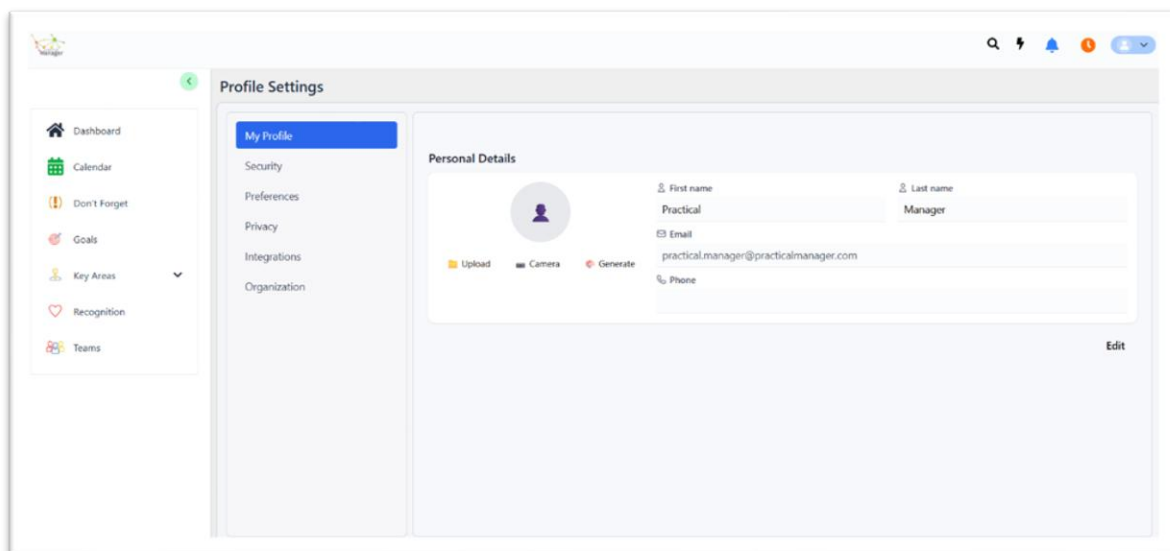 Manager
Profile Settings
Dashboard
Calendar
Don't Forget
Goals
Key Areas
Recognition
Teams
My Profile
Security
Preferences
Privacy
Integrations
Organization
Personal Details
Upload
Camera
Generate
First name
Last name
Practical
Manager
Email
practical.manager@practicalmanager.com
Phone
Edit